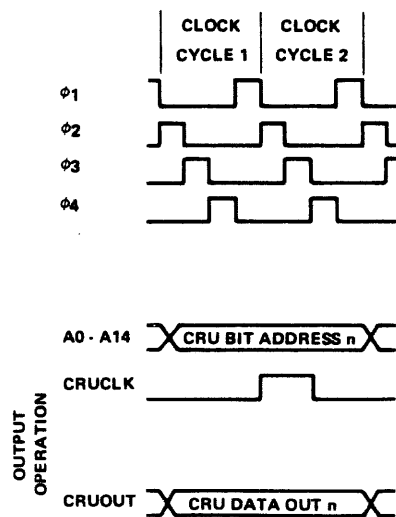 CLOCK CLOCK
CYCLE 1 CYCLE 2
ϕ1
ϕ2
ϕ3
ϕ4
A0 - A14 CRU BIT ADDRESS n
CRUCLK
OUTPUT
OPERATION
CRUOUT CRU DATA OUT n